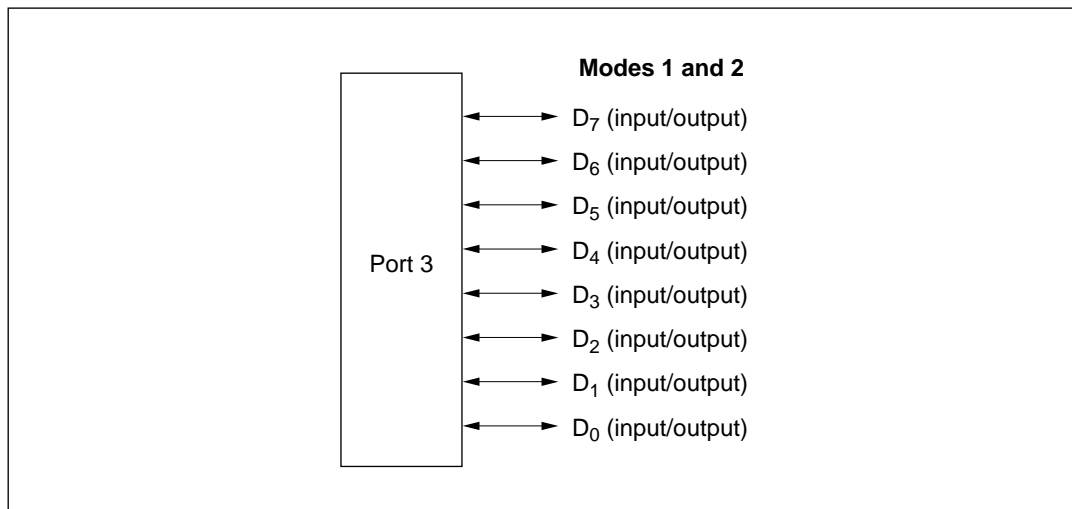 Modes 1 and 2
D7 (input/output)
D6 (input/output)
D5 (input/output)
D4 (input/output)
Port 3
D3 (input/output)
D2 (input/output)
D1 (input/output)
D0 (input/output)